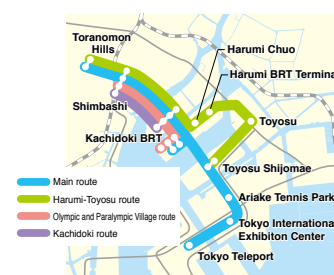 Toranomon
Hills
Harumi Chuo
Harumi BRT Termina
Shimbashi
Toyosu
Kachidoki BRT
Toyosu Shijomae
Main route
Harumi-Toyosu route
Olympic and Paralympic Village route
Kachidoki route
Ariake Tennis Park
Tokyo International
Exhibiton Center
Tokyo Teleport